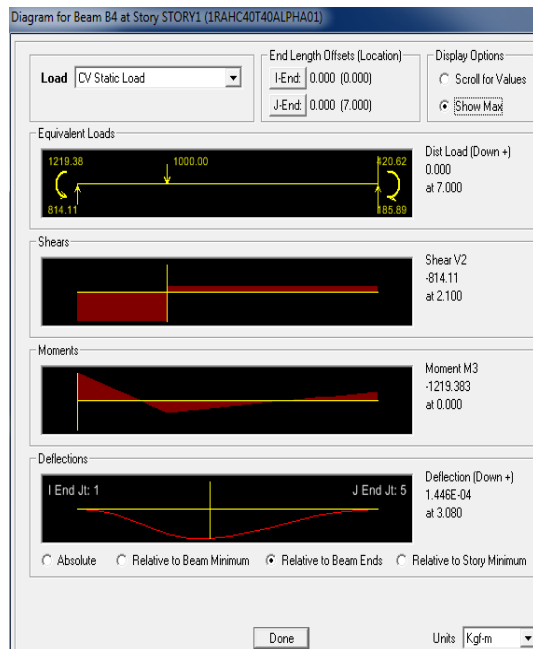 Diagram for Beam B4 at Story STORY1 (1RAHC40T40ALPHA01)
Load CV Static Load
End Length Offsets (Location)
I-End: 0.000 (0.000)
J-End: 0.000 (7.000)
Display Options
Scroll for Values
Show Max
Equivalent Loads
1219.38 1000.00 420.62
814.11 185.89
Dist Load (Down +)
0.000
at 7.000
Shears
Shear V2
-814.11
at 2.100
Moments
Moment M3
-1219.383
at 0.000
Deflections
I End Jt: 1 J End Jt: 5
Deflection (Down +)
1.446E-04
at 3.080
Absolute Relative to Beam Minimum Relative to Beam Ends Relative to Story Minimum
Done
Units Kgf-m